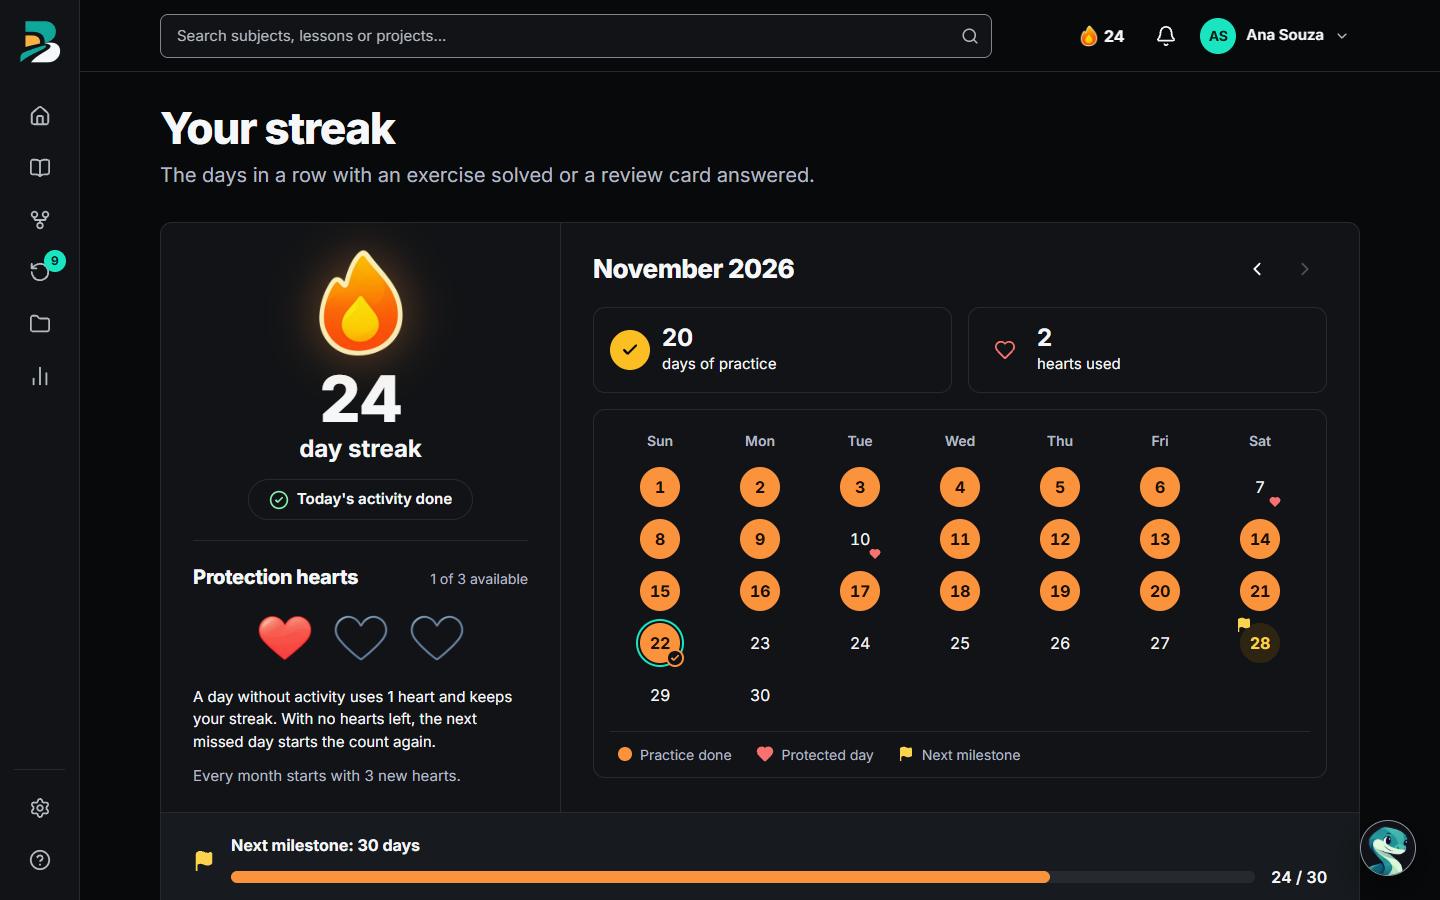 Search subjects, lessons or projects...
24
AS
Ana Souza
9
Your streak
The days in a row with an exercise solved or a review card answered.
24
day streak
Today's activity done
Protection hearts
1 of 3 available
A day without activity uses 1 heart and keeps
your streak. With no hearts left, the next
missed day starts the count again.
Every month starts with 3 new hearts.
November 2026
20
days of practice
2
hearts used
Sun Mon Tue Wed Thu Fri Sat
1 2 3 4 5 6 7
8 9 10 11 12 13 14
15 16 17 18 19 20 21
22 23 24 25 26 27 28
29 30
Practice done Protected day Next milestone
Next milestone: 30 days
24 / 30